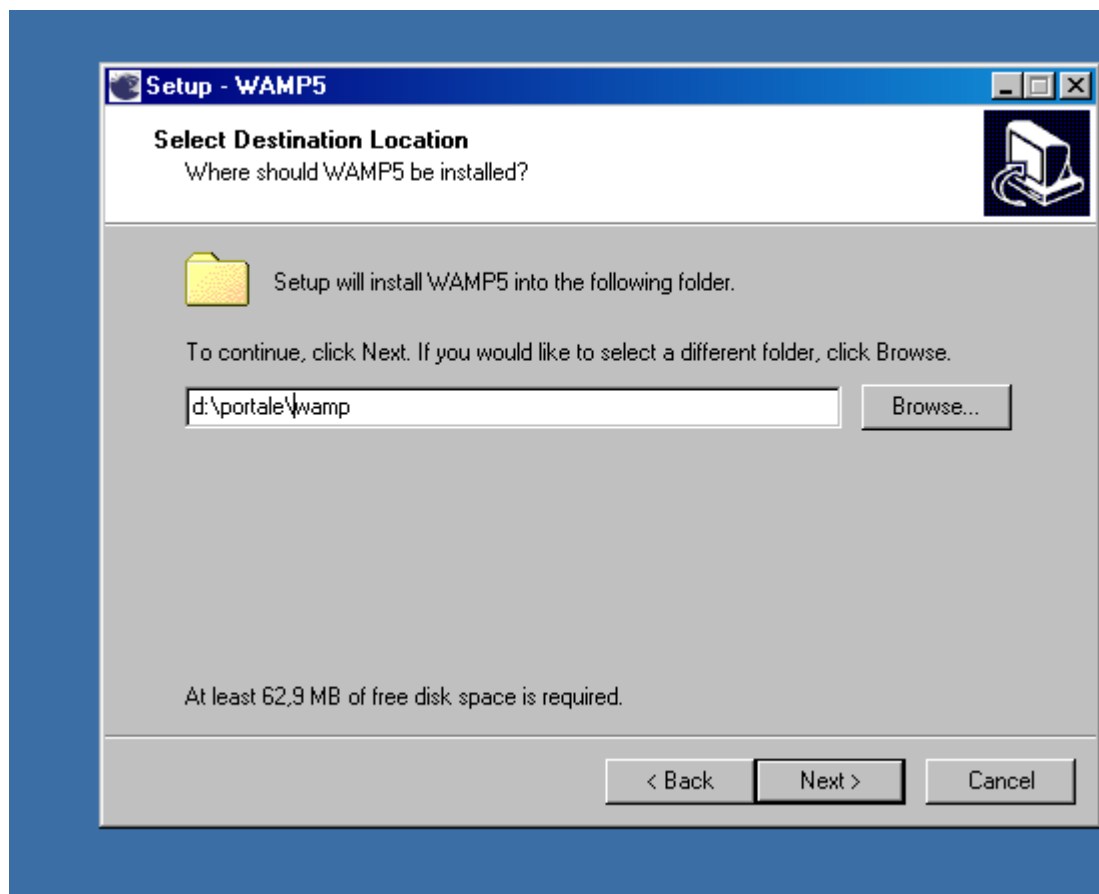 Setup - WAMP5
Select Destination Location
Where should WAMP5 be installed?
Setup will install WAMP5 into the following folder.
To continue, click Next. If you would like to select a different folder, click Browse.
d:\portale\wamp
Browse...
At least 62,9 MB of free disk space is required.
< Back
Next >
Cancel